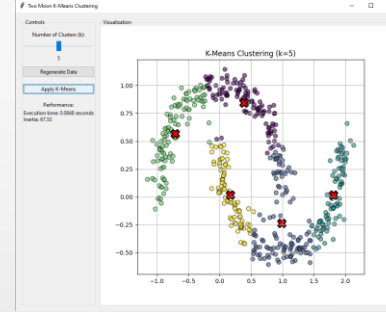 Two Moon K-Means Clustering
Controls
Number of Clusters (k):
5
Regenerate Data
Apply K-Means
Performance:
Execution time: 0.0848 seconds
Inertia: 67.53
Visualization
K-Means Clustering (k=5)
1.00
0.75
0.50
0.25
0.00
−0.25
−0.50
−1.0 −0.5 0.0 0.5 1.0 1.5 2.0